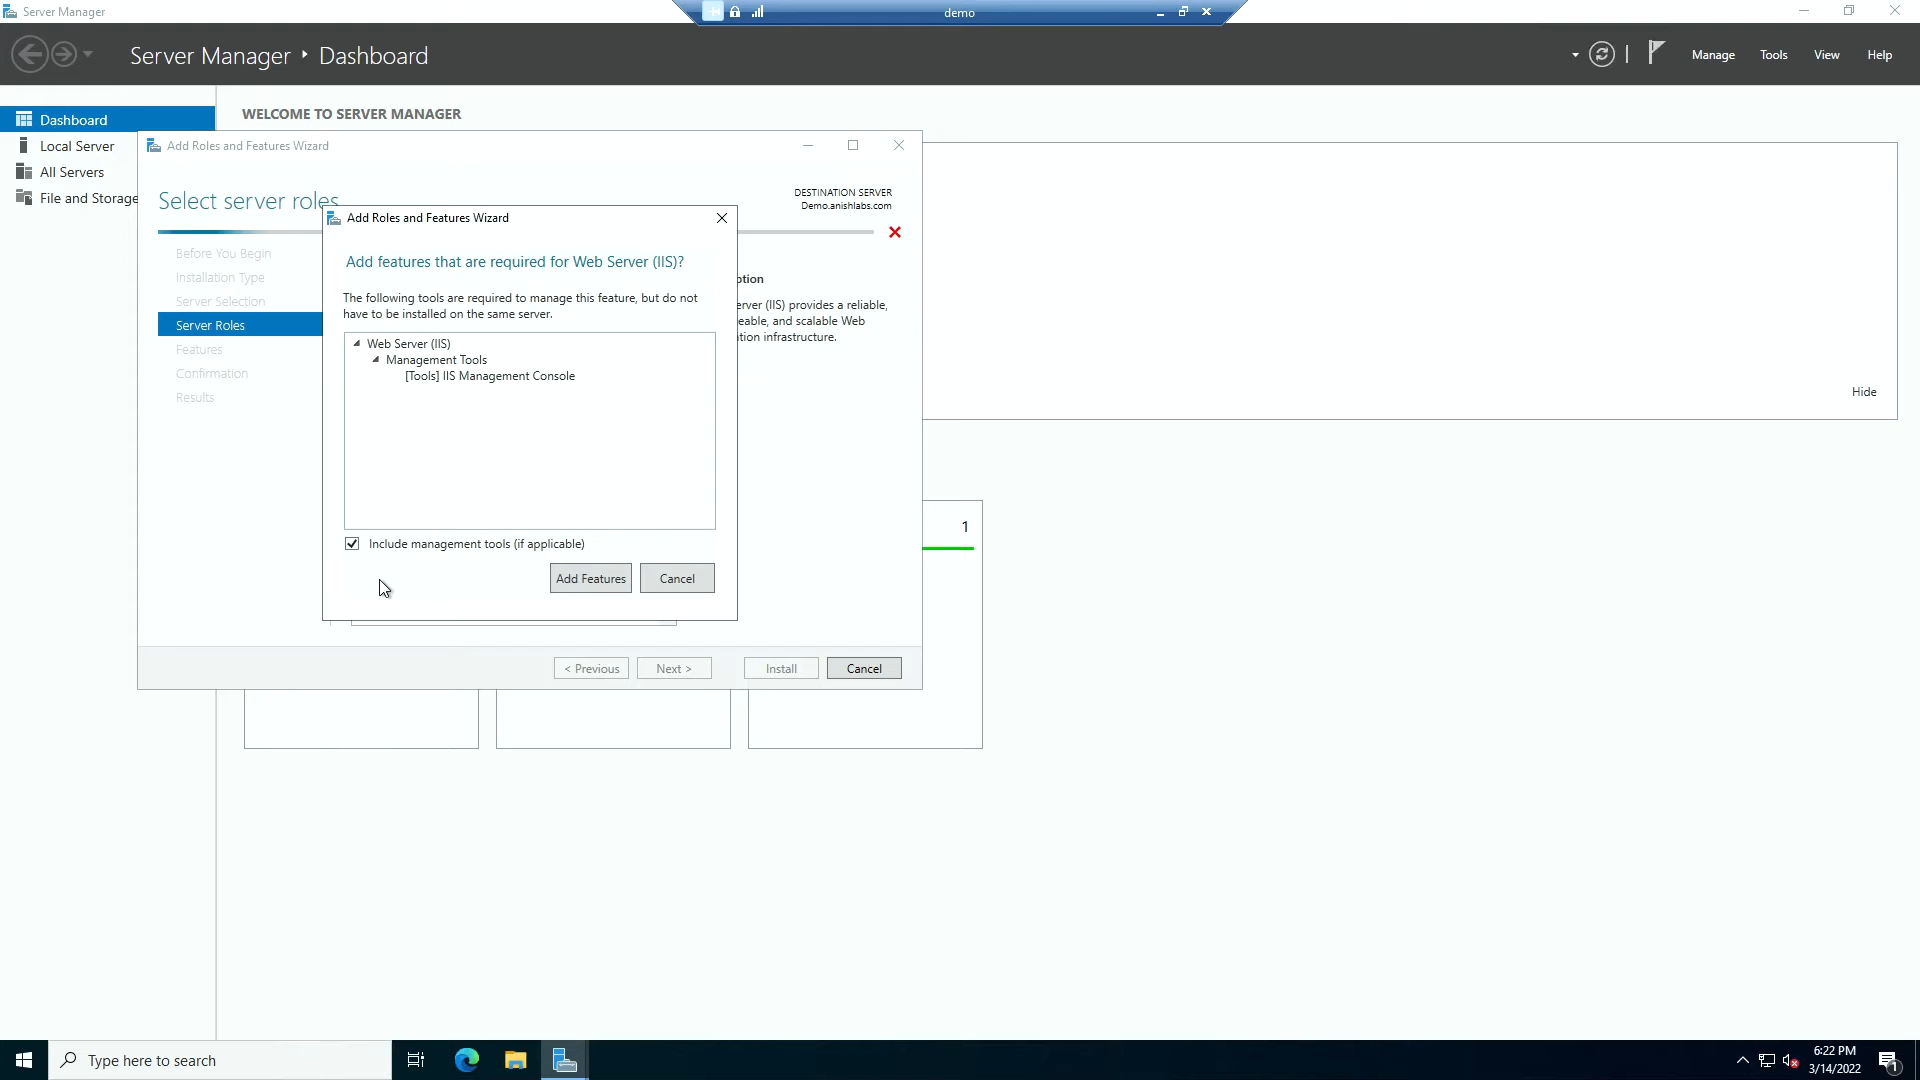 Server Manager
demo
Server Manager ‣ Dashboard
Manage
Tools
View
Help
Dashboard
Local Server
All Servers
File and Storage
WELCOME TO SERVER MANAGER
Add Roles and Features Wizard
Select server roles
DESTINATION SERVER
Demo.anishlabs.com
Before You Begin
Installation Type
Server Selection
Server Roles
Features
Confirmation
Results
Add Roles and Features Wizard
Add features that are required for Web Server (IIS)?
The following tools are required to manage this feature, but do not
have to be installed on the same server.
Web Server (IIS)
Management Tools
[Tools] IIS Management Console
Include management tools (if applicable)
Add Features
Cancel
ption
erver (IIS) provides a reliable,
eable, and scalable Web
tion infrastructure.
< Previous
Next >
Install
Cancel
Hide
1
Type here to search
6:22 PM
3/14/2022
1